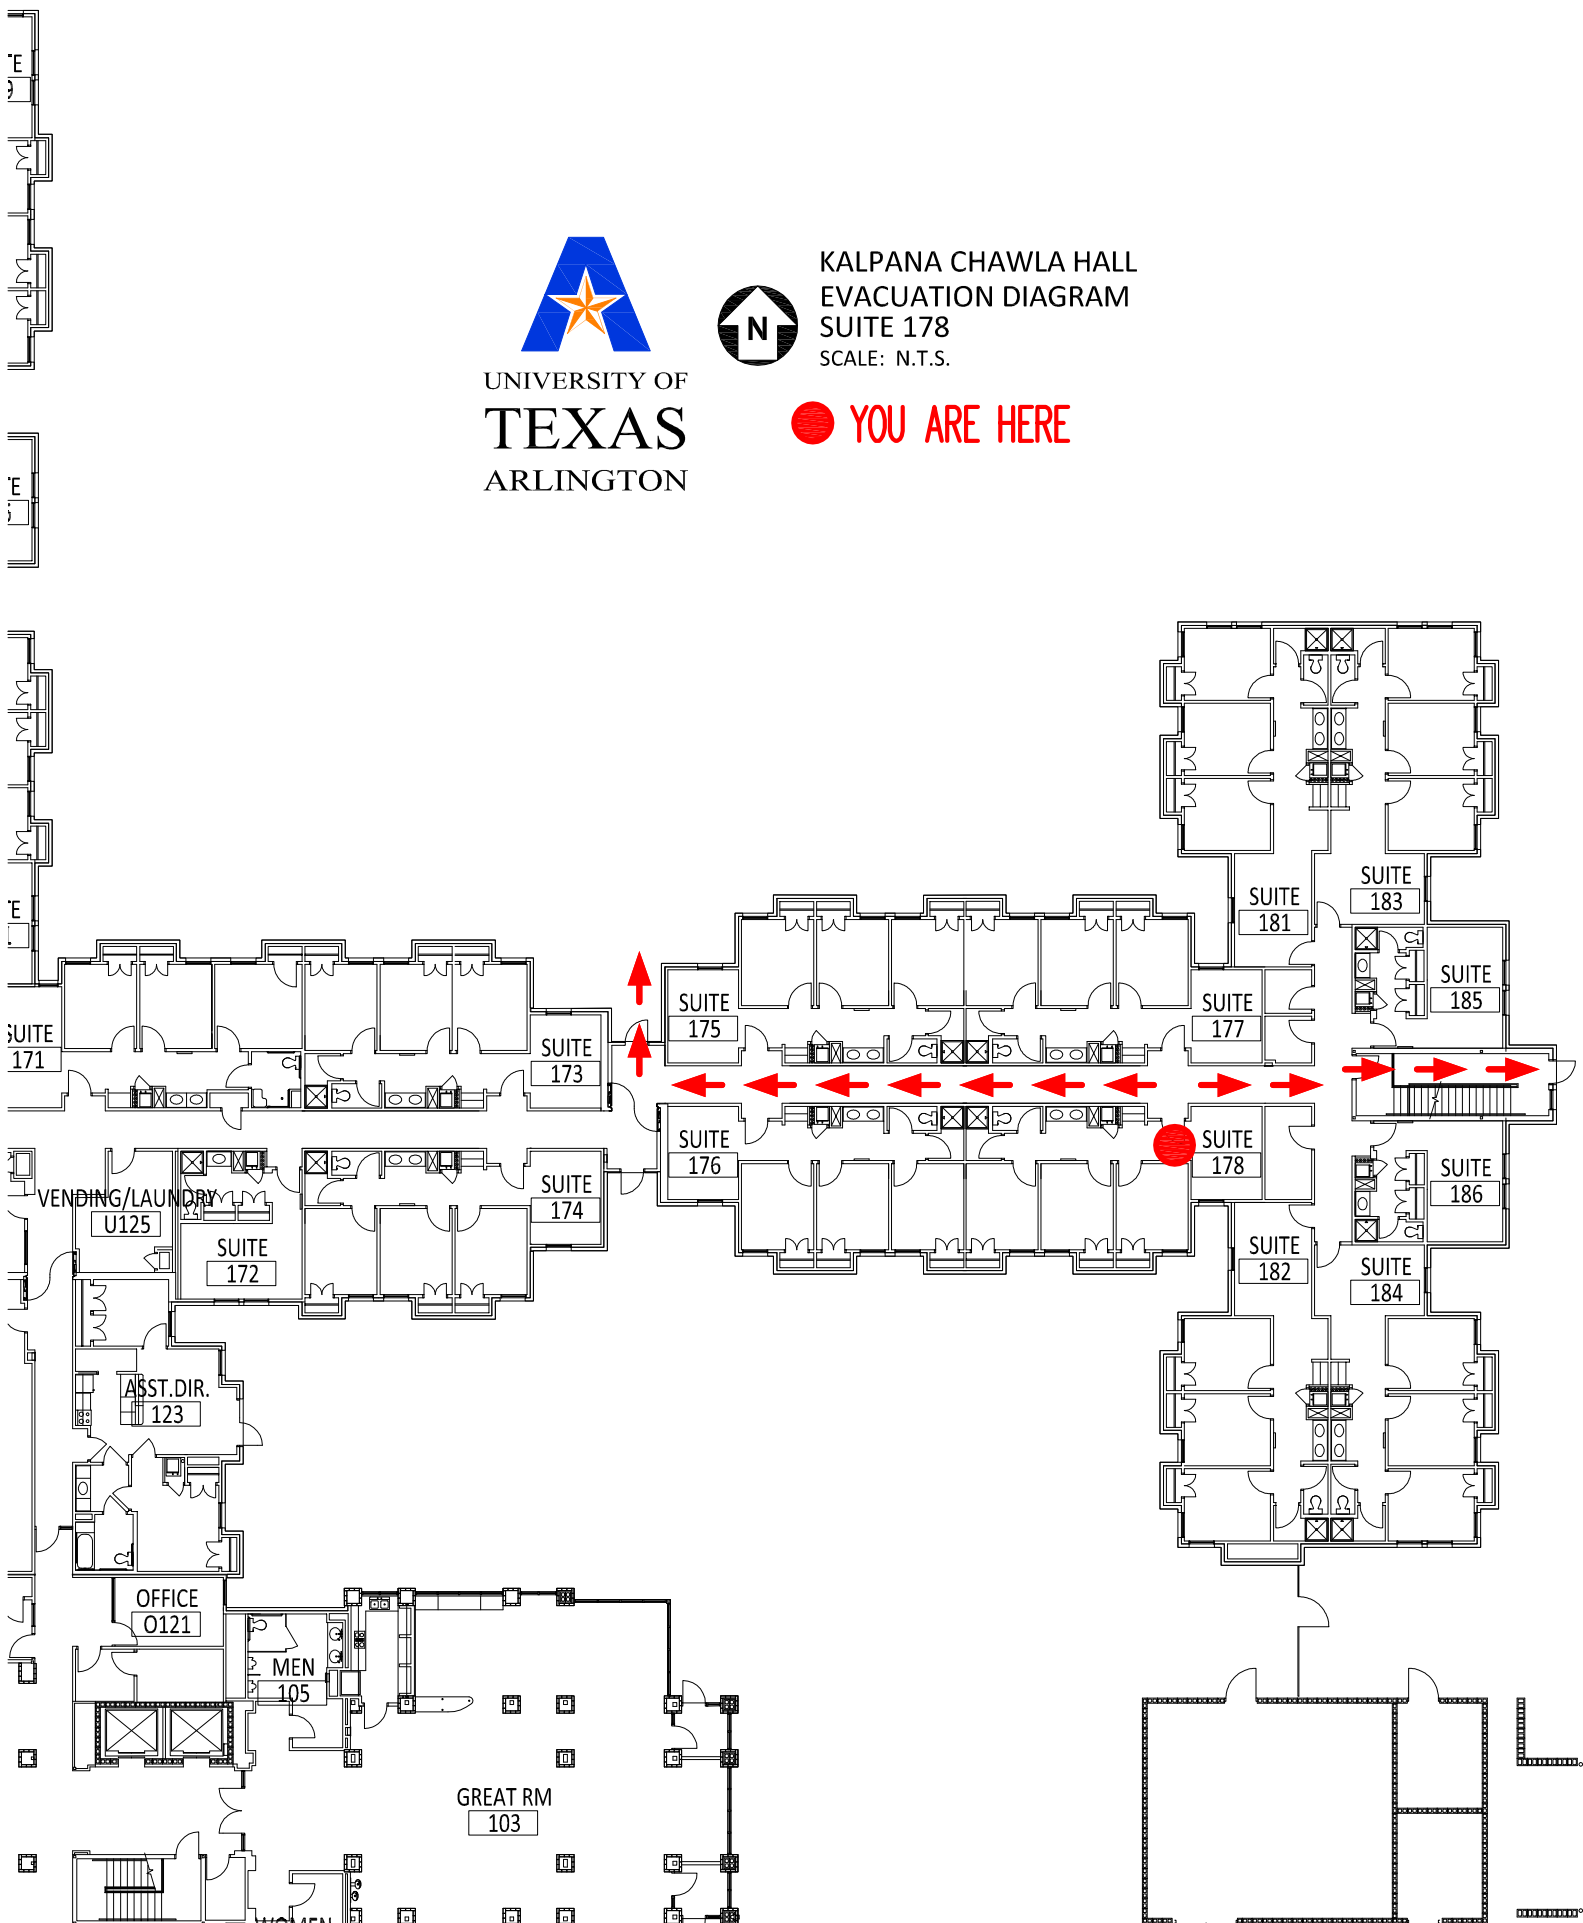 KALPANA CHAWLA HALL
EVACUATION DIAGRAM
SUITE 178
SCALE: N.T.S.
N
YOU ARE HERE
UNIVERSITY OF
TEXAS
ARLINGTON
SUITE
183
SUITE
181
SUITE
185
SUITE
175
SUITE
177
SUITE
171
SUITE
173
SUITE
176
SUITE
178
SUITE
186
SUITE
174
VENDING/LAUNDRY
U125
SUITE
172
SUITE
182
SUITE
184
ASST.DIR.
123
OFFICE
O121
MEN
105
GREAT RM
103
WOMEN